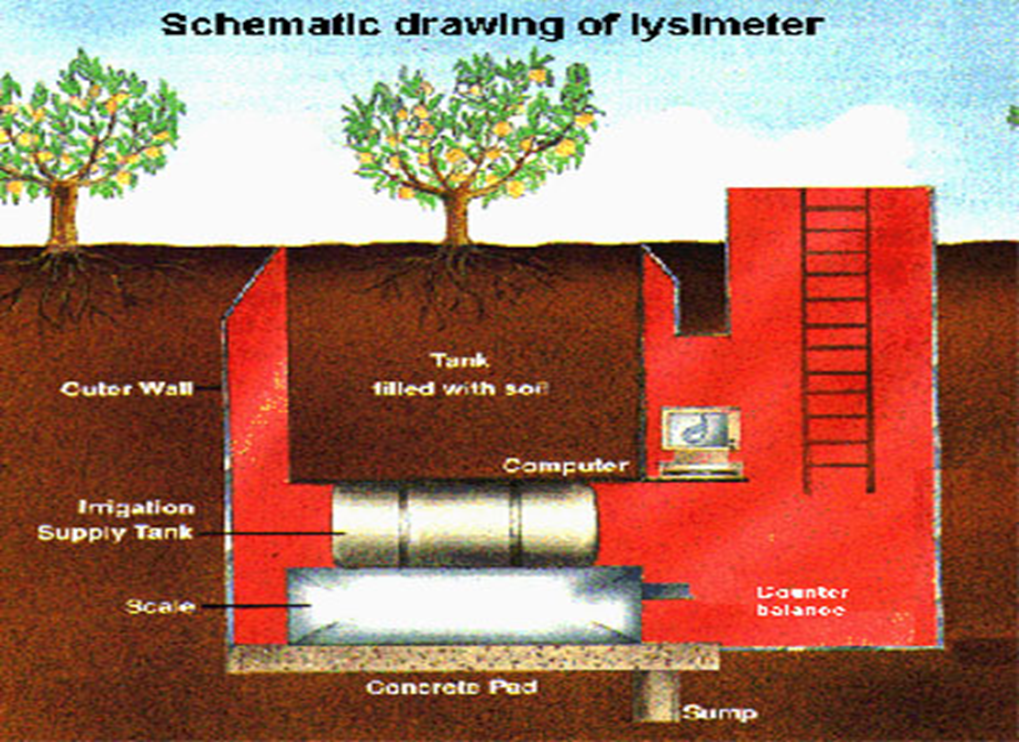 Schematic drawing of lysimeter
Tank
filled with soil
Outer Wall
Computer
Irrigation
Supply Tank
Scale
Counter
balance
Concrete Pad
Sump